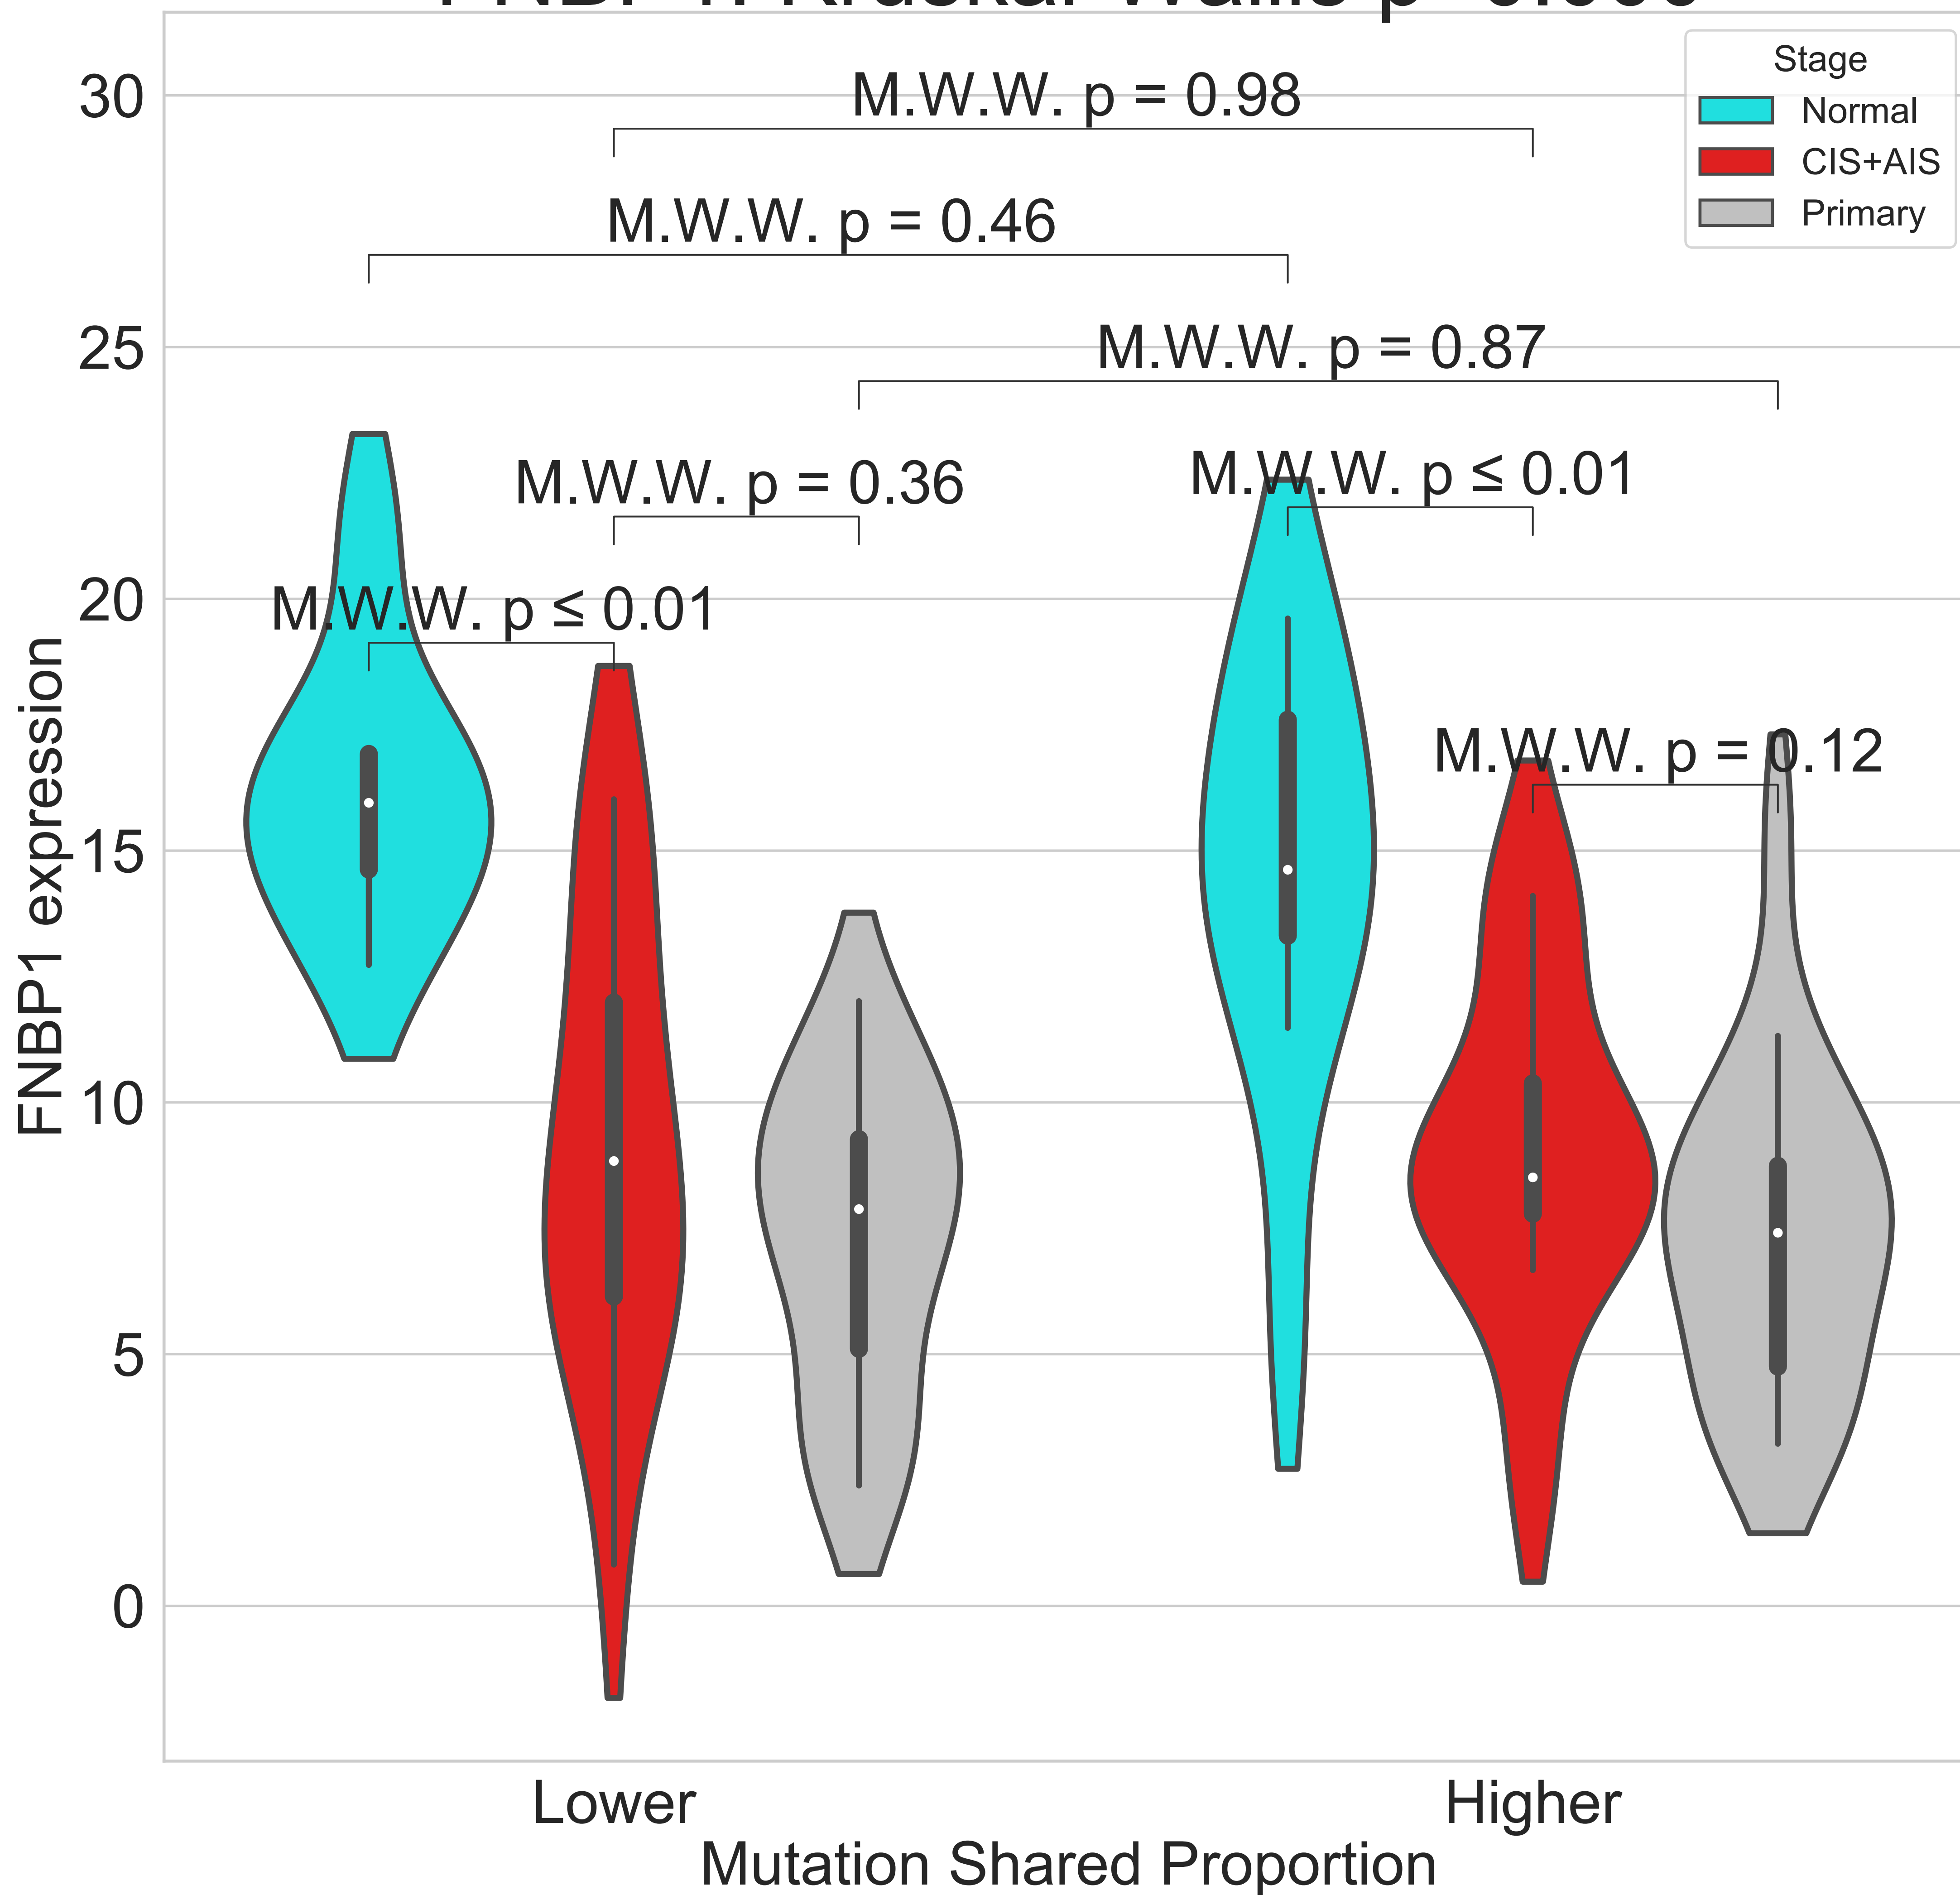 Stage
Normal
CIS+AIS
Primary
M.W.W. p = 0.98
M.W.W. p = 0.46
M.W.W. p = 0.87
M.W.W. p = 0.36
M.W.W. p ≤ 0.01
M.W.W. p ≤ 0.01
M.W.W. p = 0.12
30
25
20
15
10
5
0
FNBP1 expression
Lower
Higher
Mutation Shared Proportion